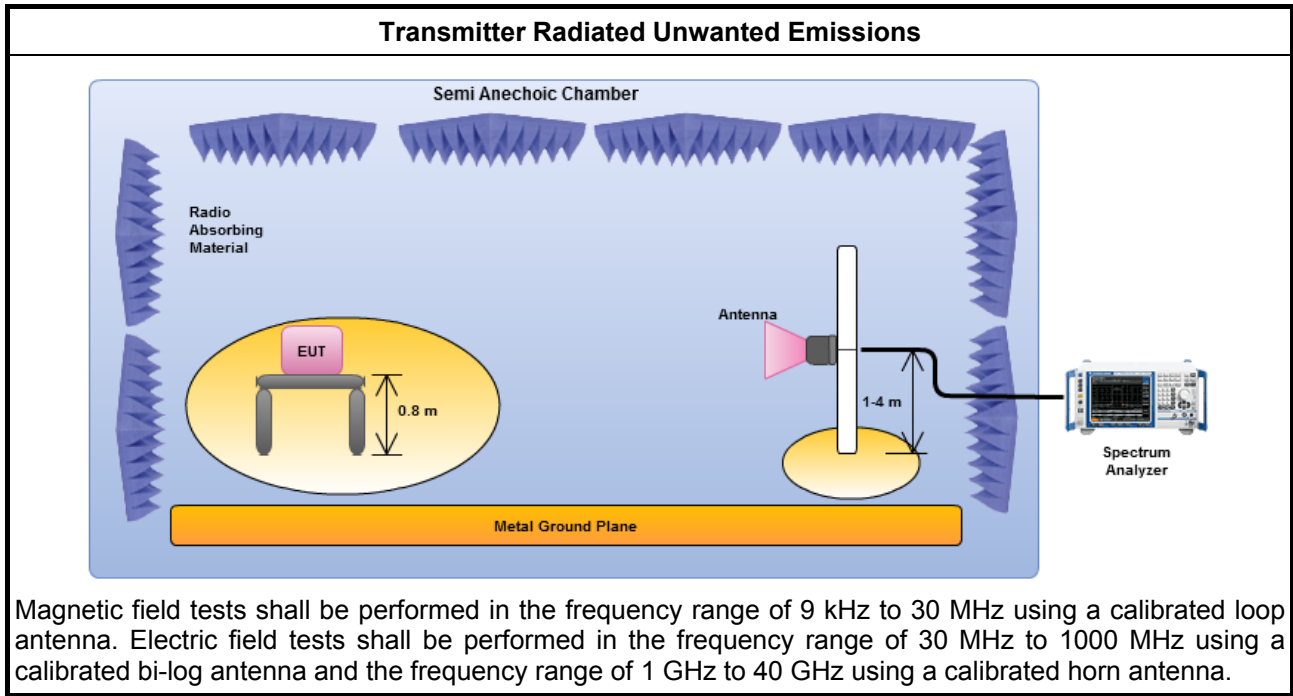 Transmitter Radiated Unwanted Emissions
Semi Anechoic Chamber
Radio
Absorbing
Material
Antenna
EUT
0.8 m
1-4 m
Spectrum
Analyzer
Metal Ground Plane
Magnetic field tests shall be performed in the frequency range of 9 kHz to 30 MHz using a calibrated loop
antenna. Electric field tests shall be performed in the frequency range of 30 MHz to 1000 MHz using a
calibrated bi-log antenna and the frequency range of 1 GHz to 40 GHz using a calibrated horn antenna.